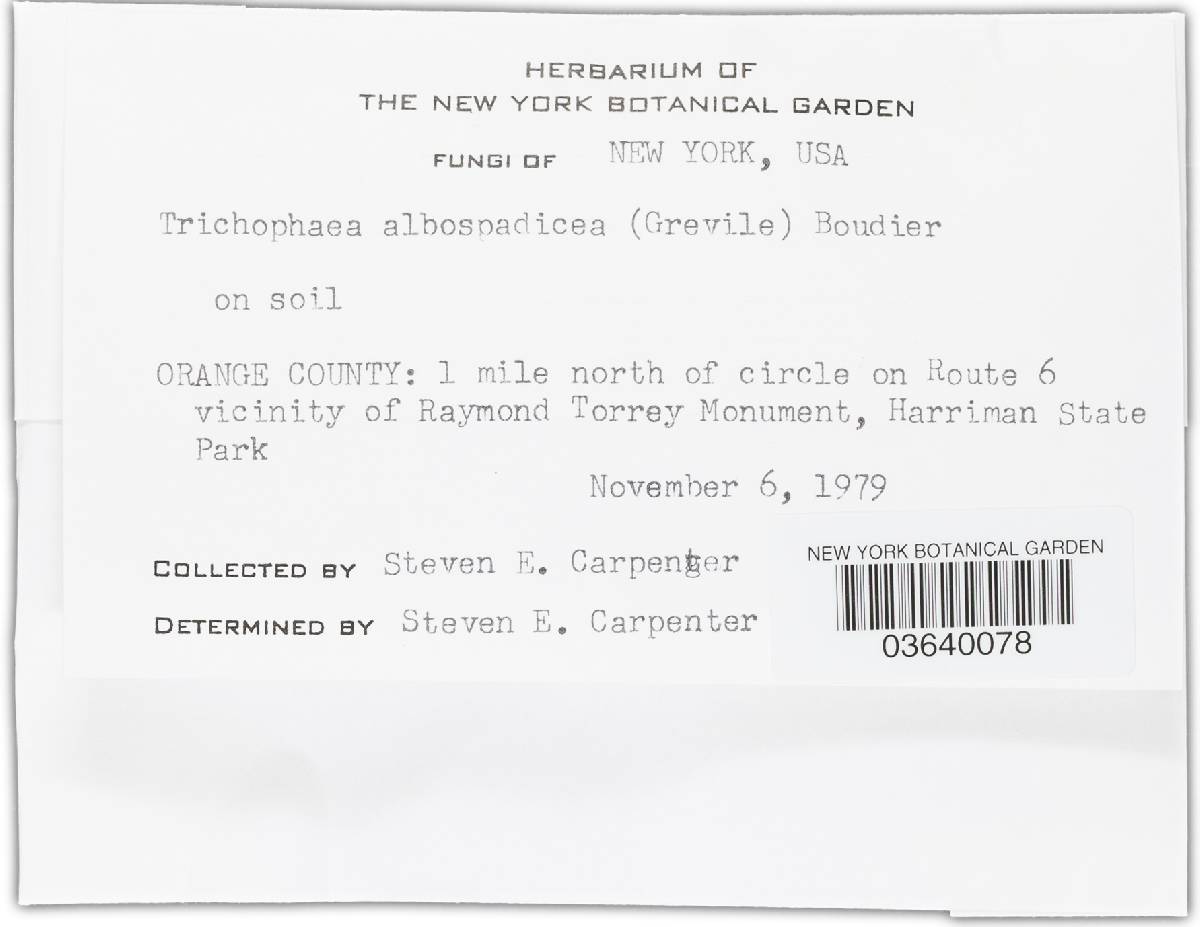 HERBARIUM OF
THE NEW YORK BOTANICAL GARDEN
FUNGI OF NEW YORK, USA
Trichophaea albospadicea (Grevile) Boudier
on soil
ORANGE COUNTY: 1 mile north of circle on Route 6
vicinity of Raymond Torrey Monument, Harriman State
Park
November 6, 1979
COLLECTED BY Steven E. Carpenter
DETERMINED BY Steven E. Carpenter
NEW YORK BOTANICAL GARDEN
03640078